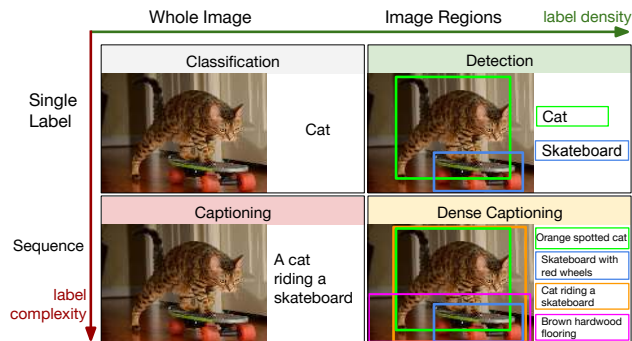 Whole Image
Image Regions
label density
Classification
Detection
Single
Label
Cat
Cat
Skateboard
Captioning
Dense Captioning
Sequence
label
complexity
A cat
riding a
skateboard
Orange spotted cat
Skateboard with
red wheels
Cat riding a
skateboard
Brown hardwood
flooring